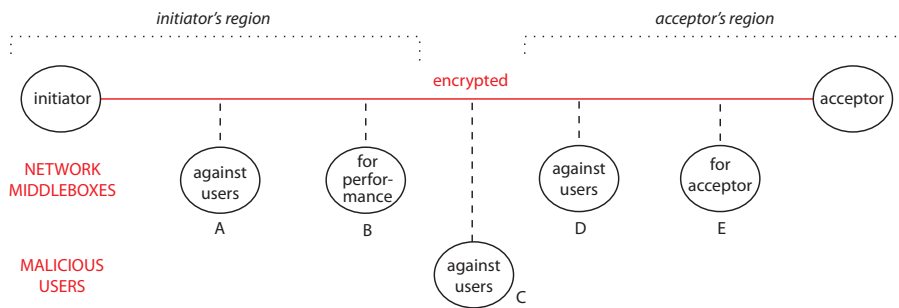 initiator's region
acceptor's region
encrypted
initiator
acceptor
NETWORK
MIDDLEBOXES
against
users
A
for
perfor-
mance
B
against
users
D
for
acceptor
E
MALICIOUS
USERS
against
users
C